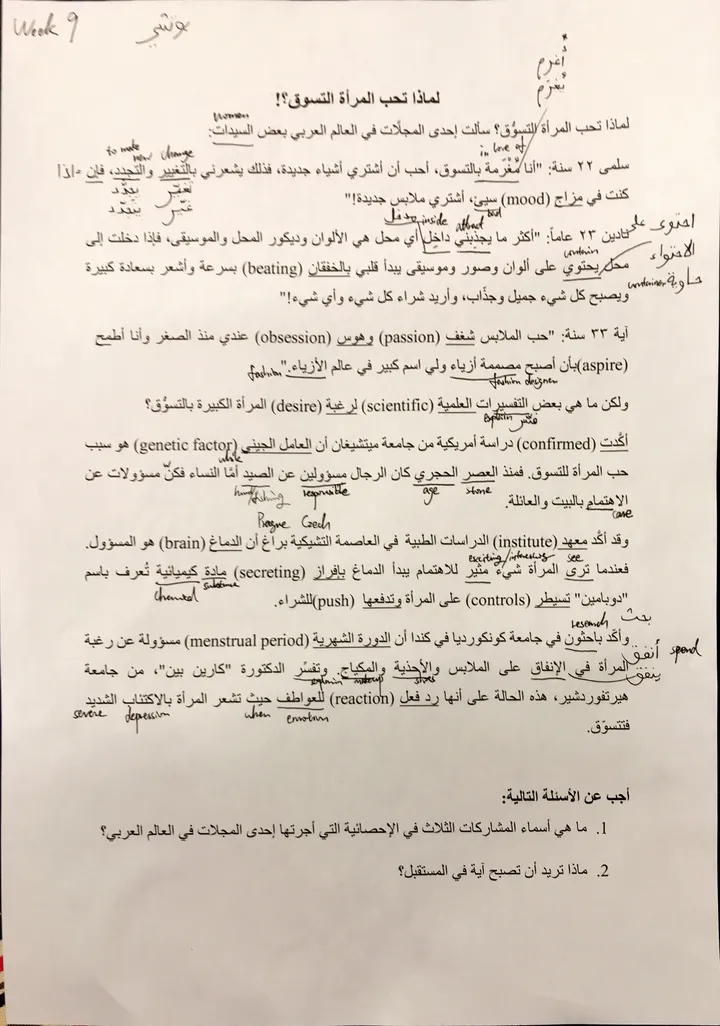 Week 9
لماذا تحب المرأة التسوق؟!
أغرم
يغرم
women
لماذا تحب المرأة التسوُّق؟ سألت إحدى المجلّات في العالم العربي بعض السيدات:
to make new change
in love of
سلمى ٢٢ سنة: "أنا مُغْرَمة بالتسوق، أحب أن أشتري أشياء جديدة، فذلك يشعرني بالتغيير والتجدد، فإن =اذا
كنت في مزاج (mood) سيئ، أشتري ملابس جديدة!"
تغيّر يتجدّد
غيّر يتجدّد
inside attract bad
احتوى على
نادين ٢٣ عاماً: "أكثر ما يجذبني داخل أي محل هي الألوان وديكور المحل والموسيقى، فإذا دخلت إلى
الاحتواء
contain
محل يحتوي على ألوان وصور وموسيقى يبدأ قلبي بالخفقان (beating) بسرعة وأشعر بسعادة كبيرة
حاوية container
ويصبح كل شيء جميل وجذّاب، وأريد شراء كل شيء وأي شيء!"
آية ٣٣ سنة: "حب الملابس شغف (passion) وهوس (obsession) عندي منذ الصغر وأنا أطمح
(aspire)بأن أصبح مصممة أزياء ولي اسم كبير في عالم الأزياء."
fashion designer
fashion
ولكن ما هي بعض التفسيرات العلمية (scientific) لرغبة (desire) المرأة الكبيرة بالتسوُّق؟
explain فسّر
أكّدت (confirmed) دراسة أمريكية من جامعة ميتشيغان أن العامل الجيني (genetic factor) هو سبب
while
حب المرأة للتسوق. فمنذ العصر الحجري كان الرجال مسؤولين عن الصيد أمّا النساء فكنّ مسؤولات عن
age stone responsible fishing
الاهتمام بالبيت والعائلة.
care
Prague Czech
وقد أكّد معهد (institute) الدراسات الطبية في العاصمة التشيكية براغ أن الدماغ (brain) هو المسؤول.
exciting/interesting see
فعندما ترى المرأة شيء مثير للاهتمام يبدأ الدماغ بإفراز (secreting) مادة كيميائية تُعرف باسم
chemical substance
"دوبامين" تسيطر (controls) على المرأة وتدفعها (push)للشراء.
research بحث
وأكّد باحثون في جامعة كونكورديا في كندا أن الدورة الشهرية (menstrual period) مسؤولة عن رغبة
أنفق spend
ينفق
المرأة في الإنفاق على الملابس والأحذية والمكياج. وتفسّر الدكتورة "كارين بين"، من جامعة
explain makeup shoes
هيرتفوردشير، هذه الحالة على أنها رد فعل (reaction) للعواطف حيث تشعر المرأة بالاكتئاب الشديد
severe depression when emotion
فتتسوّق.
أجب عن الأسئلة التالية:
1. ما هي أسماء المشاركات الثلاث في الإحصائية التي أجرتها إحدى المجلات في العالم العربي؟
2. ماذا تريد أن تصبح آية في المستقبل؟